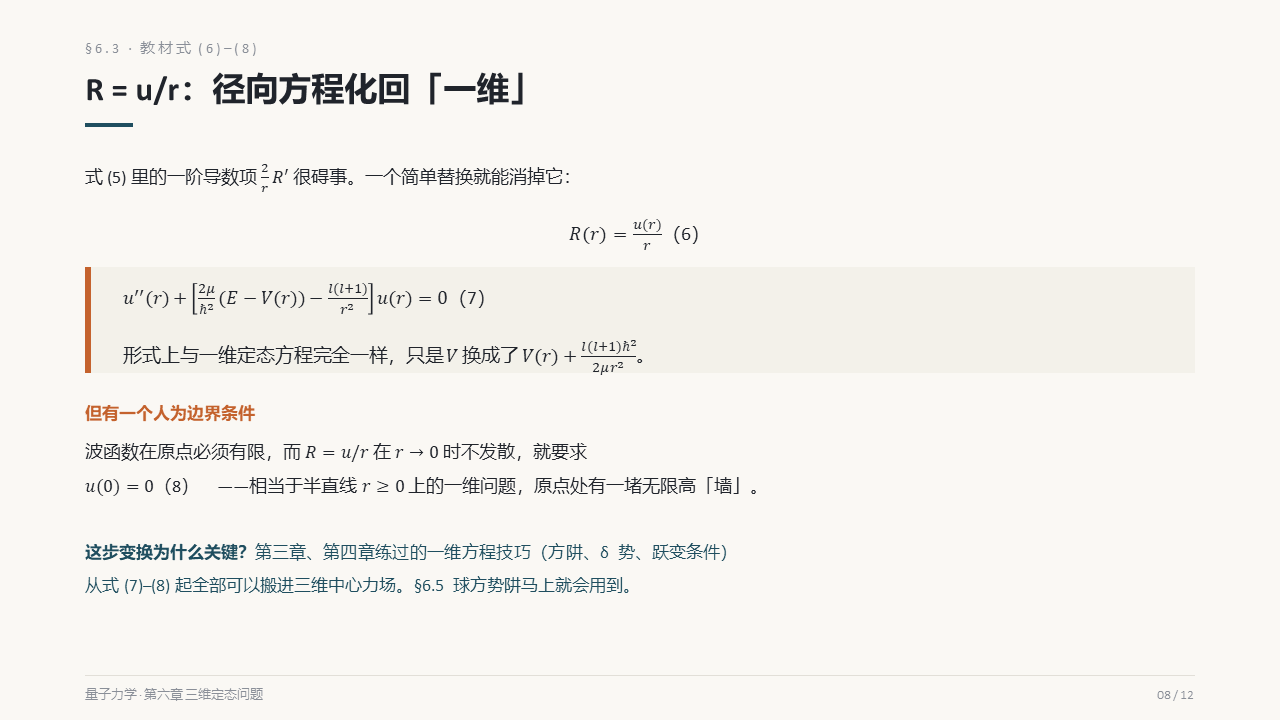 §6.3 · 教材式 (6)–(8)
R = u/r：径向方程化回「一维」
式 (5) 里的一阶导数项 2/r R′ 很碍事。一个简单替换就能消掉它：
R(r) = u(r)/r（6）
u′′(r) + [2μ/ℏ² (E − V(r)) − l(l+1)/r²] u(r) = 0（7）
形式上与一维定态方程完全一样，只是V 换成了V(r) + l(l+1)ℏ²/2μr²。
但有一个人为边界条件
波函数在原点必须有限，而 R = u/r 在 r → 0 时不发散，就要求
u(0) = 0（8） ——相当于半直线 r ≥ 0 上的一维问题，原点处有一堵无限高「墙」。
这步变换为什么关键？第三章、第四章练过的一维方程技巧（方阱、δ 势、跃变条件）
从式 (7)–(8) 起全部可以搬进三维中心力场。§6.5 球方势阱马上就会用到。
量子力学 · 第六章 三维定态问题
08 / 12